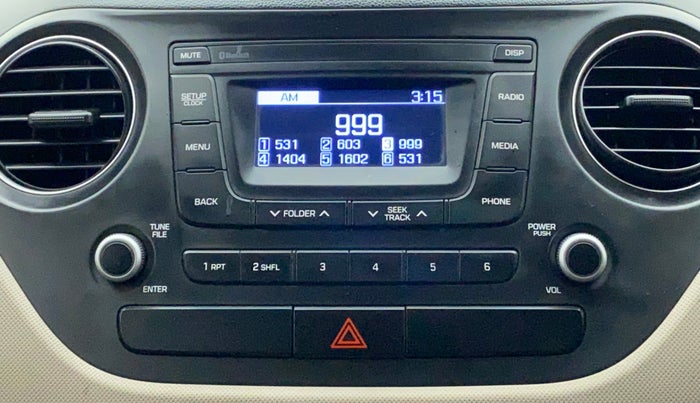 MUTE
Bluetooth
DISP
SETUP
CLOCK
AM 3:15
RADIO
999
1 531 2 603 3 999
4 1404 5 1602 6 531
MENU
MEDIA
BACK
FOLDER
SEEK
TRACK
PHONE
TUNE
FILE
POWER
PUSH
1 RPT 2 SHFL 3 4 5 6
ENTER
VOL